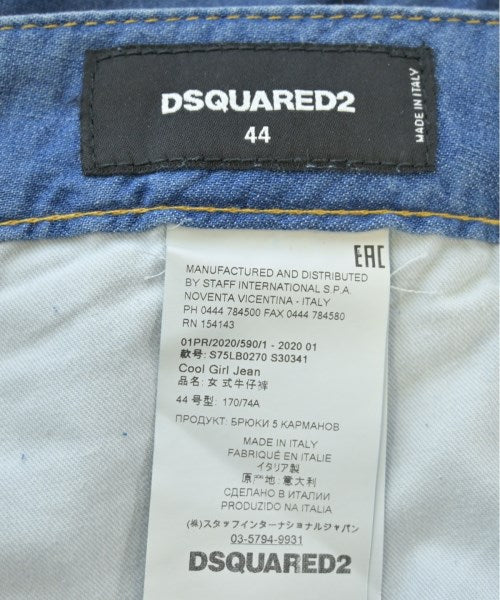 DSQUARED2
44
MADE IN ITALY
EAC
MANUFACTURED AND DISTRIBUTED
BY STAFF INTERNATIONAL S.P.A.
NOVENTA VICENTINA - ITALY
PH 0444 784500 FAX 0444 784580
RN 154143
01PR/2020/590/1 - 2020 01
款号: S75LB0270 S30341
Cool Girl Jean
品名: 女 式牛仔裤
44 号型: 170/74A
ПРОДУКТ: БРЮКИ 5 КАРМАНОВ
MADE IN ITALY
FABRIQUÉ EN ITALIE
イタリア製
原产地: 意大利
СДЕЛАНО В ИТАЛИИ
PRODUZIDO NA ITALIA
(株)スタッフインターナショナルジャパン
03-5794-9931
DSQUARED2